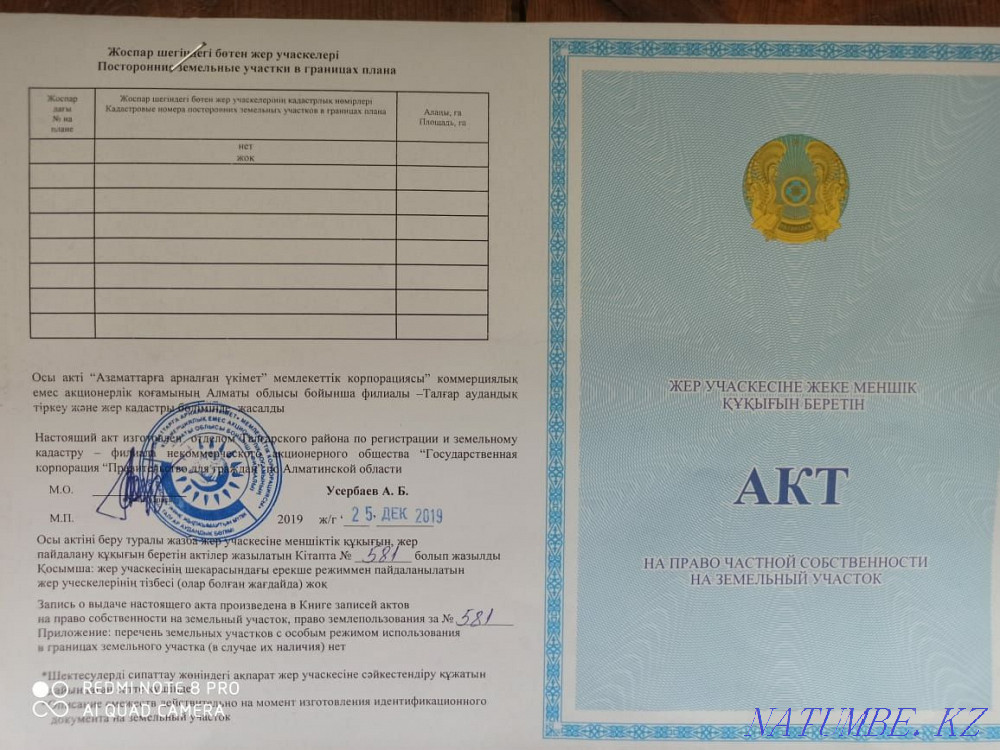 Жоспар шегіндегі бөтен жер учаскелері
Посторонние земельные участки в границах плана
Жоспар дағы № на плане
Жоспар шегіндегі бөтен жер учаскелерінің кадастрлық нөмірлері
Кадастровые номера посторонних земельных участков в границах плана
Алаңы, га
Площадь, га
нет
жоқ
Осы акті “Азаматтарға арналған үкімет” мемлекеттік корпорациясы” коммерциялық
емес акционерлік қоғамының Алматы облысы бойынша филиалы –Талғар аудандық
тіркеу және жер кадастры бөлімінде жасалды
Настоящий акт изготовлен отделом Талгарского района по регистрации и земельному
кадастру – филиала некоммерческого акционерного общества “Государственная
корпорация “Правительство для граждан” по Алматинской области
М.О.
Усербаев А. Б.
М.П.
2019 ж/г
25. ДЕК 2019
Осы актіні беру туралы жазба жер учаскесіне меншіктік құқығын, жер
пайдалану құқығын беретін актілер жазылатын Кітапта № 581 болып жазылды
Қосымша: жер учаскесінің шекарасындағы ерекше режиммен пайдаланылатын
жер уческелерінің тізбесі (олар болған жағдайда) жоқ
Запись о выдаче настоящего акта произведена в Книге записей актов
на право собственности на земельный участок, право землепользования за № 581
Приложение: перечень земельных участков с особым режимом использования
в границах земельного участка (в случае их наличия) нет
*Шектесулерді сипаттау жөніндегі ақпарат жер учаскесіне сәйкестендіру құжатын
действительно на момент изготовления идентификационного
документа на земельный участок
REDMI NOTE 8 PRO
AI QUAD CAMERA
ЖЕР УЧАСКЕСІНЕ ЖЕКЕ МЕНШІК
ҚҰҚЫҒЫН БЕРЕТІН
АКТ
НА ПРАВО ЧАСТНОЙ СОБСТВЕННОСТИ
НА ЗЕМЕЛЬНЫЙ УЧАСТОК
NATUMBE.KZ